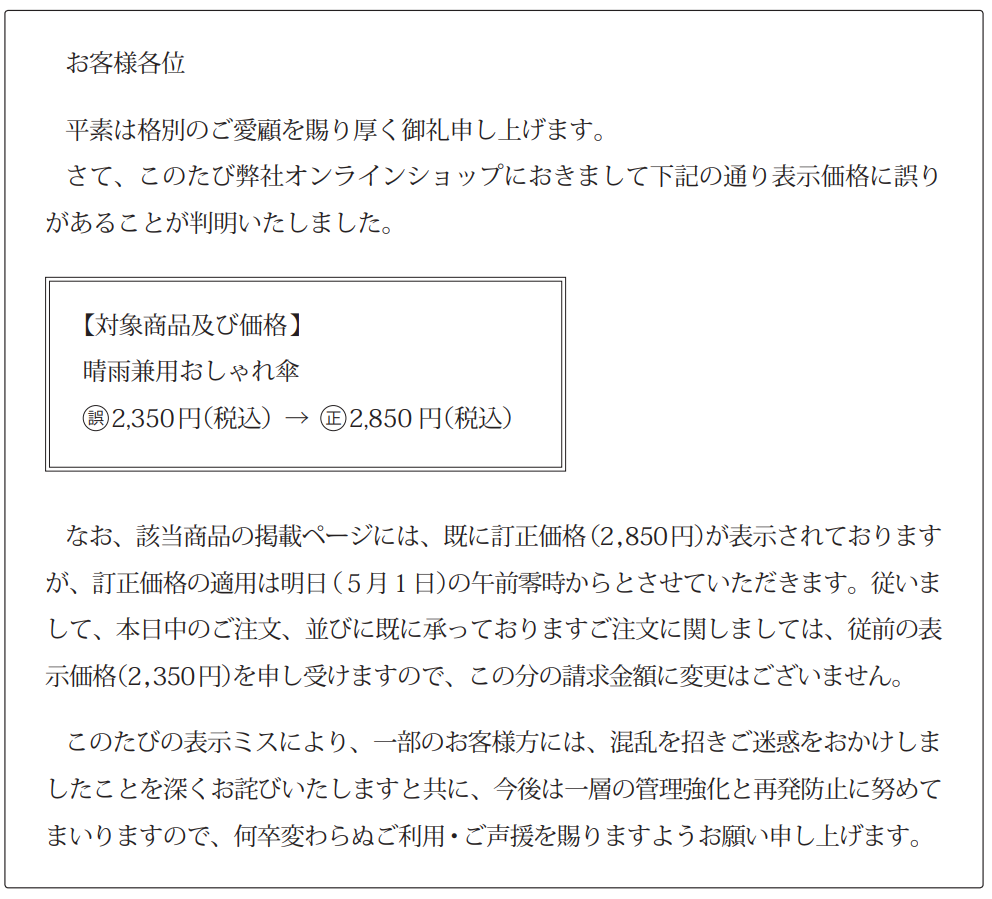 お客様各位
平素は格別のご愛顧を賜り厚く御礼申し上げます。
さて、このたび弊社オンラインショップにおきまして下記の通り表示価格に誤り
があることが判明いたしました。
【対象商品及び価格】
晴雨兼用おしゃれ傘
㊙誤2,350円(税込) → ㊣2,850円(税込)
なお、該当商品の掲載ページには、既に訂正価格(2,850円)が表示されております
が、訂正価格の適用は明日(5月1日)の午前零時からとさせていただきます。従いま
して、本日中のご注文、並びに既に承っておりますご注文に関しましては、従前の表
示価格(2,350円)を申し受けますので、この分の請求金額に変更はございません。
このたびの表示ミスにより、一部のお客様方には、混乱を招きご迷惑をおかけしま
したことを深くお詫びいたしますと共に、今後は一層の管理強化と再発防止に努めて
まいりますので、何卒変わらぬご利用・ご声援を賜りますようお願い申し上げます。